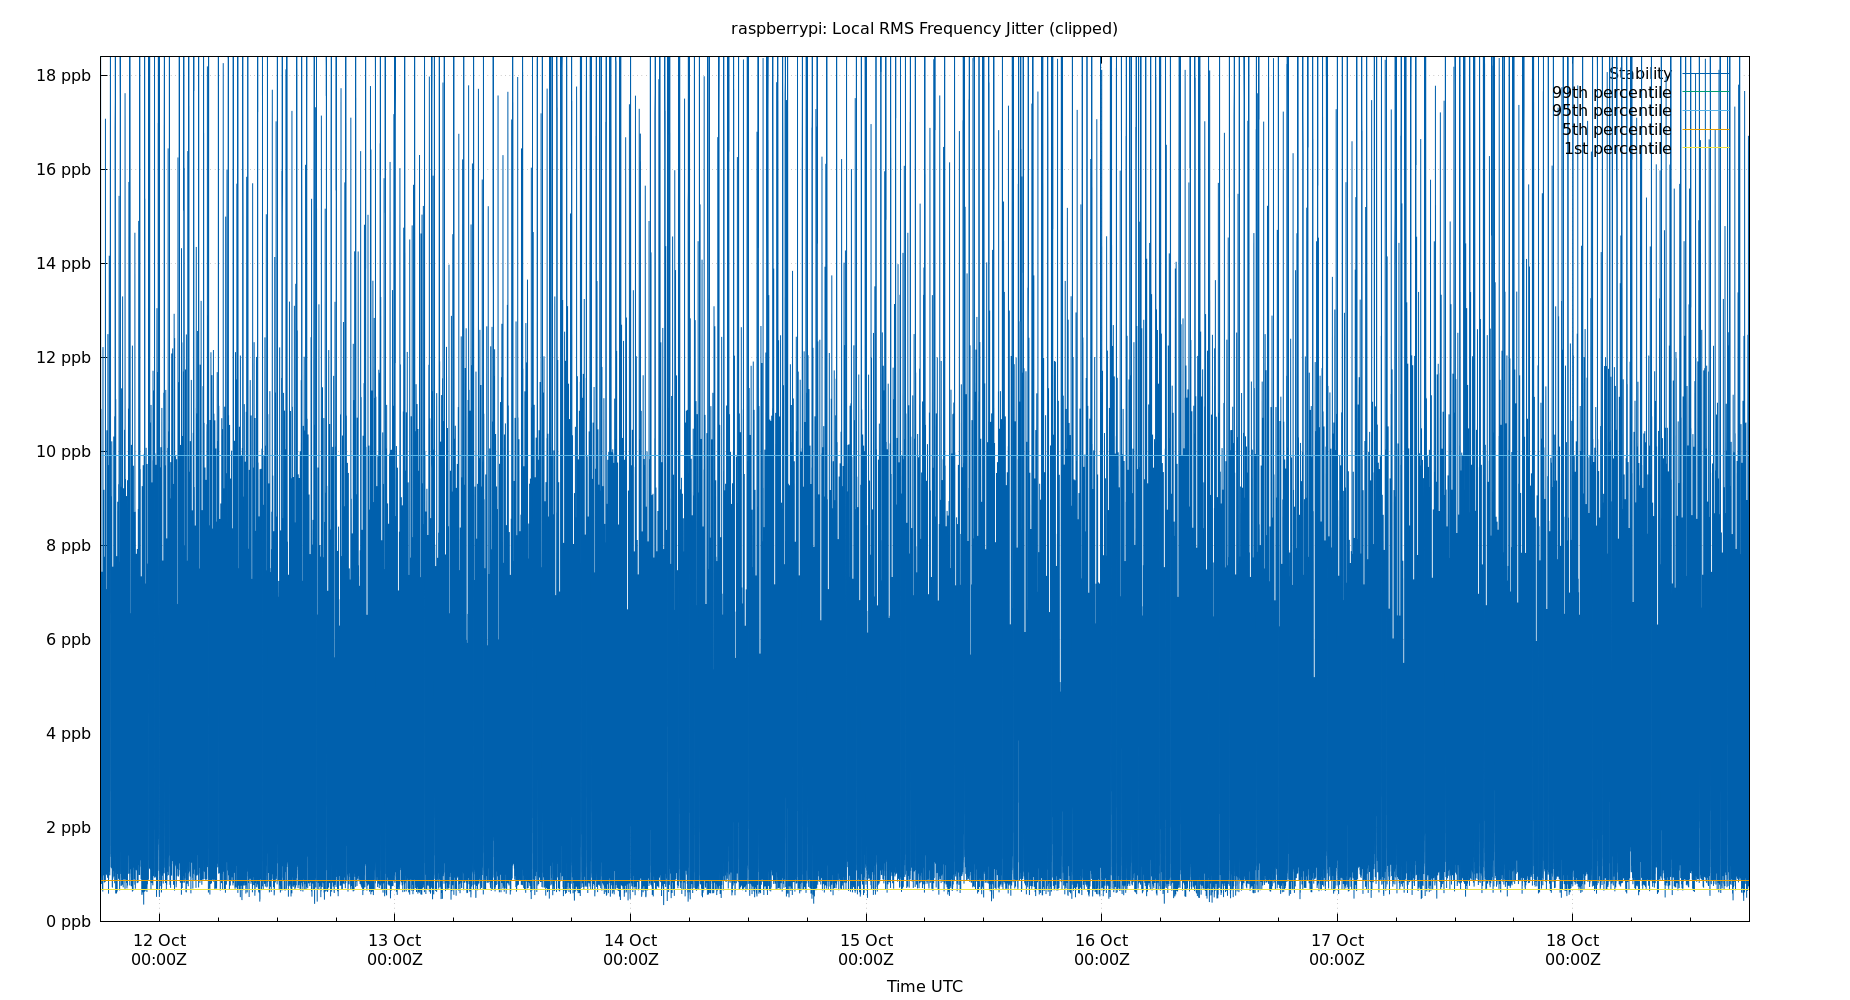 raspberrypi: Local RMS Frequency Jitter (clipped)
18 ppb
16 ppb
14 ppb
12 ppb
10 ppb
8 ppb
6 ppb
4 ppb
2 ppb
0 ppb
Stability
99th percentile
95th percentile
5th percentile
1st percentile
12 Oct
00:00Z
13 Oct
00:00Z
14 Oct
00:00Z
15 Oct
00:00Z
16 Oct
00:00Z
17 Oct
00:00Z
18 Oct
00:00Z
Time UTC